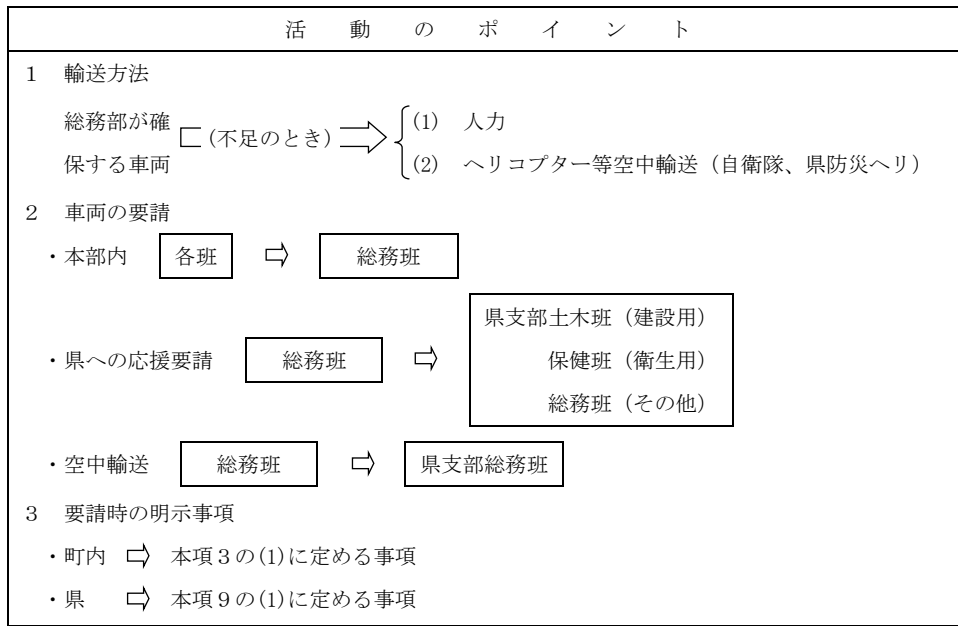 活動のポイント
１ 輸送方法
総務部が確保する車両
(不足のとき)
(1) 人力
(2) ヘリコプター等空中輸送（自衛隊、県防災ヘリ）
２ 車両の要請
・本部内 各班 ⇨ 総務班
・県への応援要請 総務班 ⇨
県支部土木班（建設用）
保健班（衛生用）
総務班（その他）
・空中輸送 総務班 ⇨ 県支部総務班
３ 要請時の明示事項
・町内 ⇨ 本項３の(1)に定める事項
・県 ⇨ 本項９の(1)に定める事項